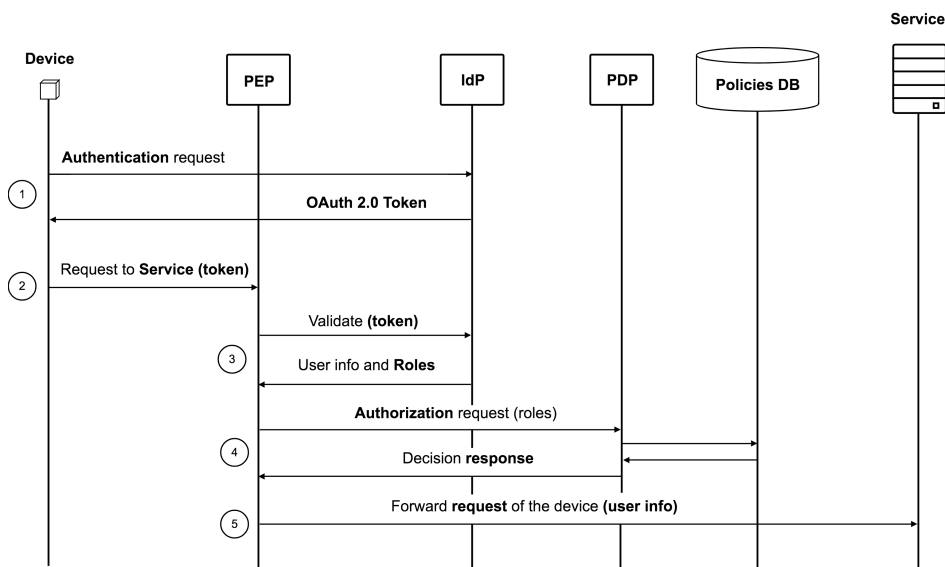 Service
Device
PEP
IdP
PDP
Policies DB
Authentication request
1
OAuth 2.0 Token
Request to Service (token)
2
Validate (token)
3
User info and Roles
Authorization request (roles)
4
Decision response
Forward request of the device (user info)
5